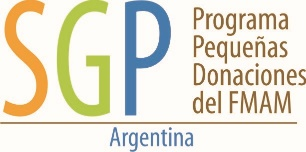 SGP
Programa
Pequeñas
Donaciones
del FMAM
Argentina